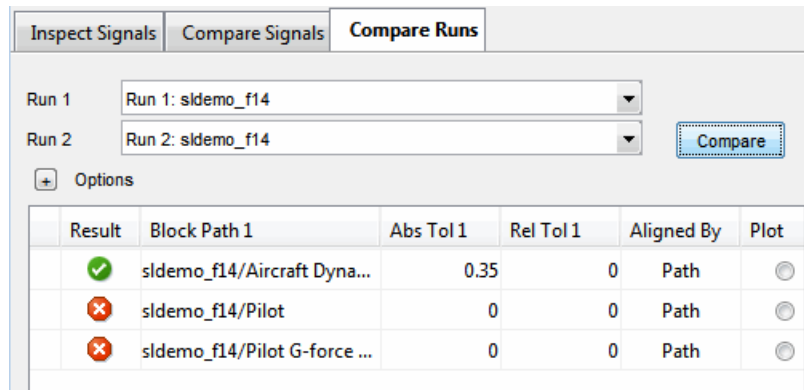 Inspect Signals Compare Signals Compare Runs
Run 1 Run 1: sldemo_f14
Run 2 Run 2: sldemo_f14 Compare
+ Options
Result Block Path 1 Abs Tol 1 Rel Tol 1 Aligned By Plot
sldemo_f14/Aircraft Dyna... 0.35 0 Path
sldemo_f14/Pilot 0 0 Path
sldemo_f14/Pilot G-force ... 0 0 Path